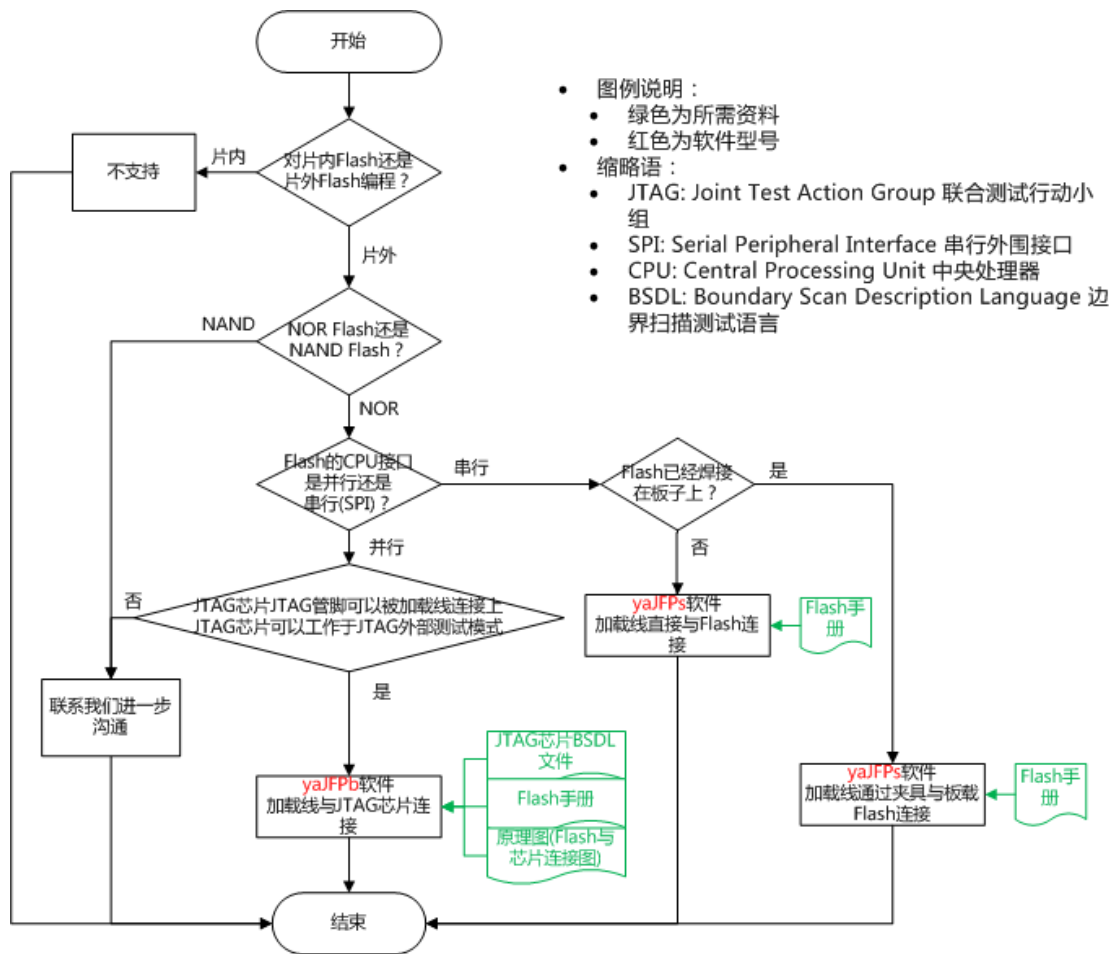 开始
图例说明：
绿色为所需资料
红色为软件型号
缩略语：
JTAG: Joint Test Action Group 联合测试行动小
组
SPI: Serial Peripheral Interface 串行外围接口
CPU: Central Processing Unit 中央处理器
BSDL: Boundary Scan Description Language 边
界扫描测试语言
对片内Flash还是
片外Flash编程？
片内
不支持
片外
NOR Flash还是
NAND Flash？
NAND
NOR
Flash的CPU接口
是并行还是
串行(SPI)？
串行
Flash已经焊接
在板子上？
是
否
并行
JTAG芯片JTAG管脚可以被加载线连接上
JTAG芯片可以工作于JTAG外部测试模式
否
是
yaJFPs软件
加载线直接与Flash连
接
Flash手
册
联系我们进一步
沟通
yaJFPb软件
加载线与JTAG芯片连
接
JTAG芯片BSDL
文件
Flash手册
原理图(Flash与
芯片连接图)
yaJFPs软件
加载线通过夹具与板载
Flash连接
Flash手
册
结束